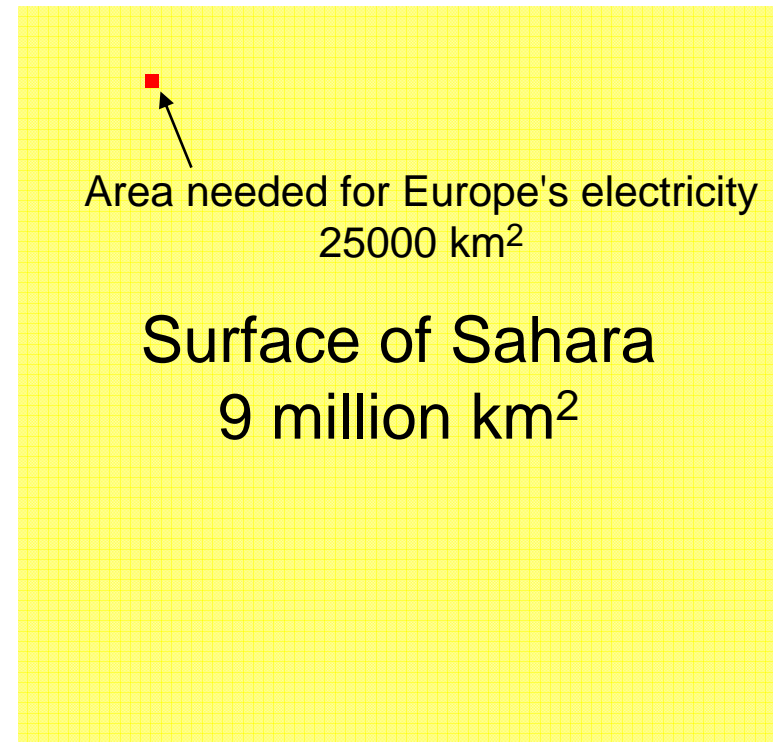 Area needed for Europe's electricity
25000 km²
Surface of Sahara
9 million km²